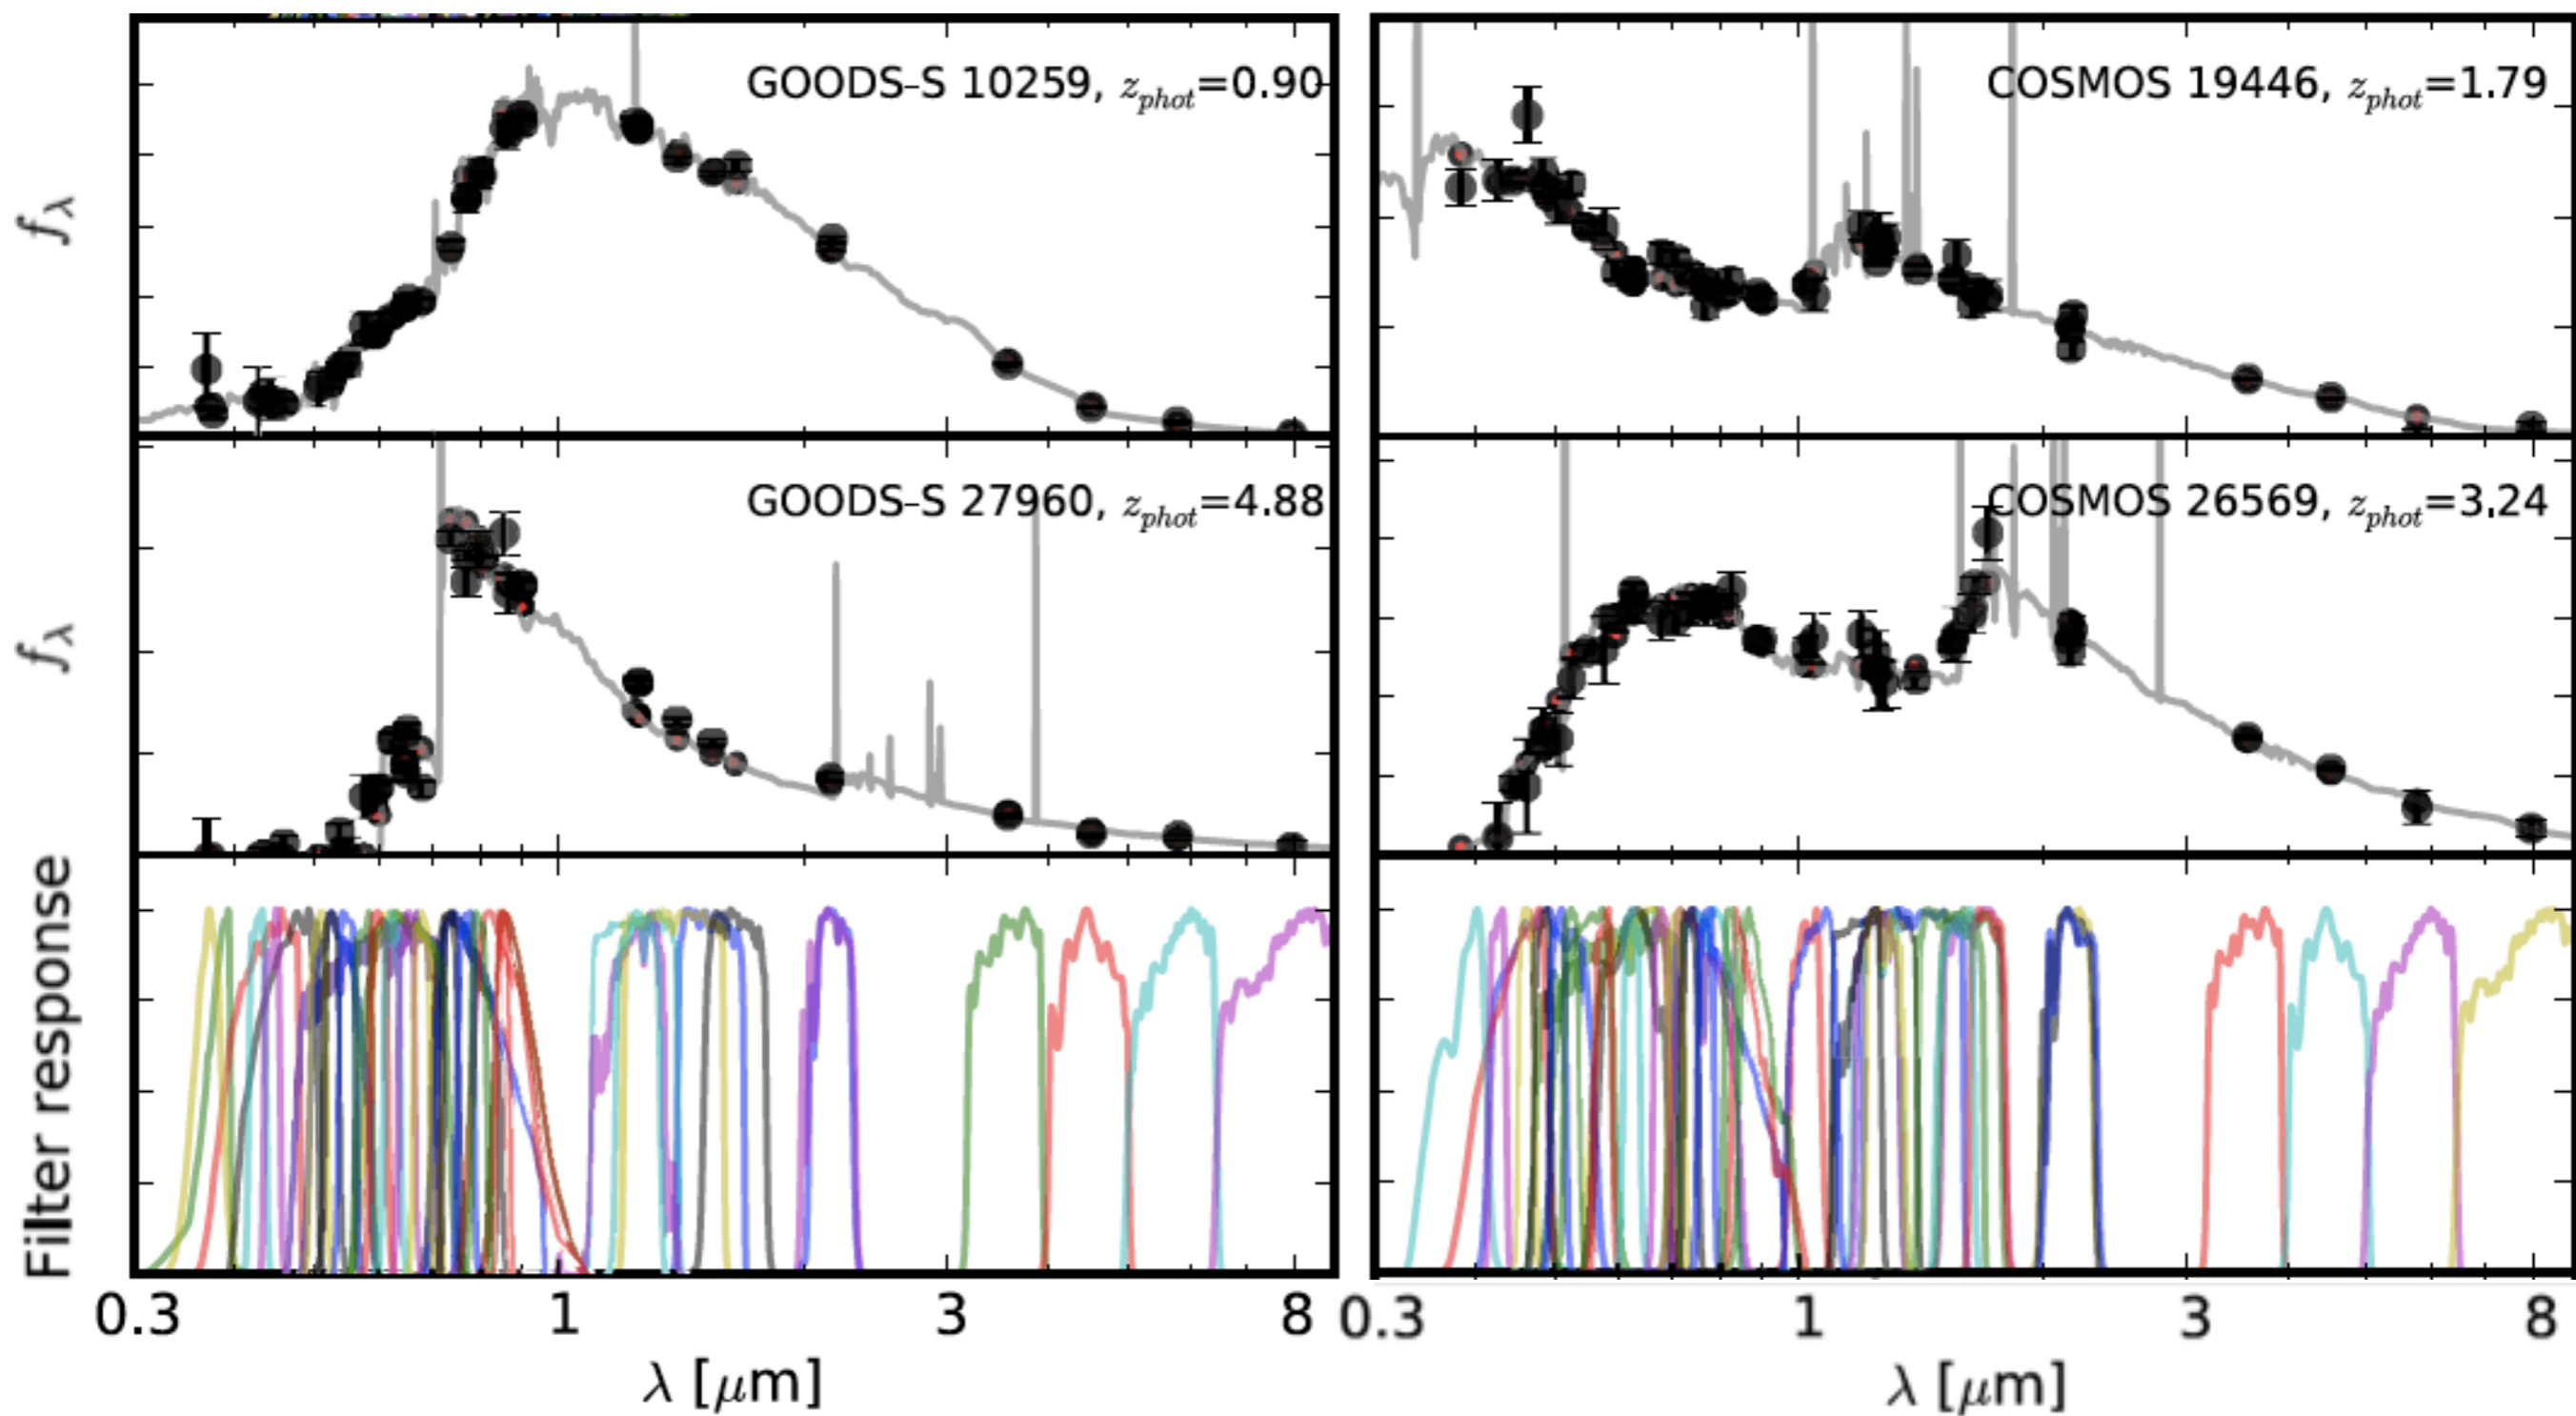 GOODS-S 10259, z_phot=0.90
COSMOS 19446, z_phot=1.79
f_λ
GOODS-S 27960, z_phot=4.88
COSMOS 26569, z_phot=3.24
f_λ
Filter response
0.3 1 3 8
0.3 1 3 8
λ [μm]
λ [μm]